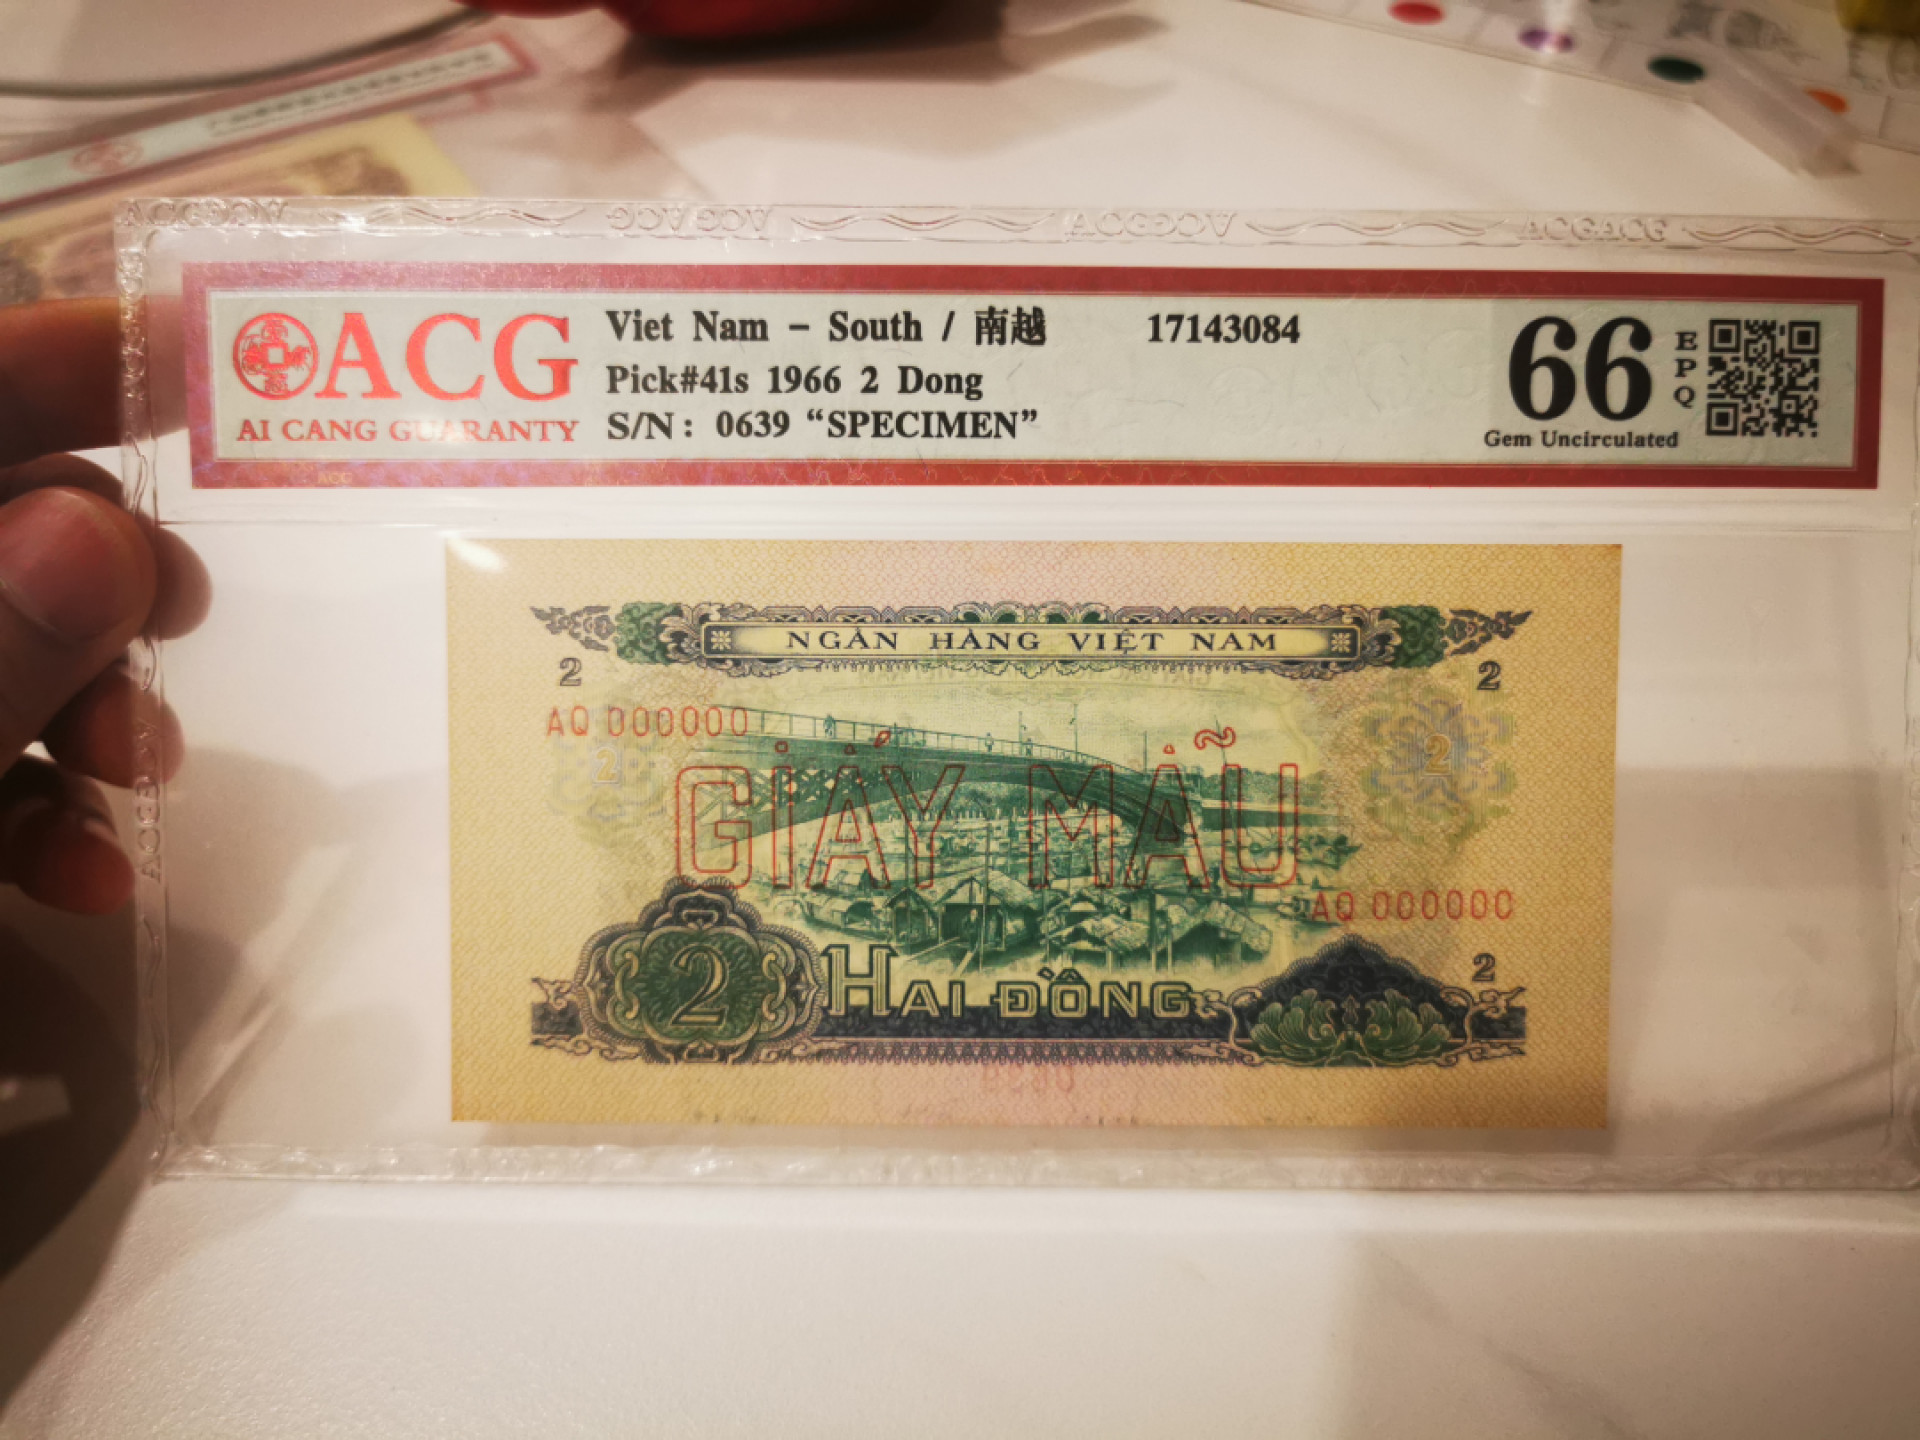 ACG
AI CANG GUARANTY
Viet Nam – South / 南越
17143084
Pick#41s 1966 2 Dong
S/N: 0639 “SPECIMEN”
66
EPQ
Gem Uncirculated
NGÂN HÀNG VIỆT NAM
2
2
AQ 000000
2
2
GIẤY MẪU
AQ 000000
2
2
HAI ĐỒNG
0639